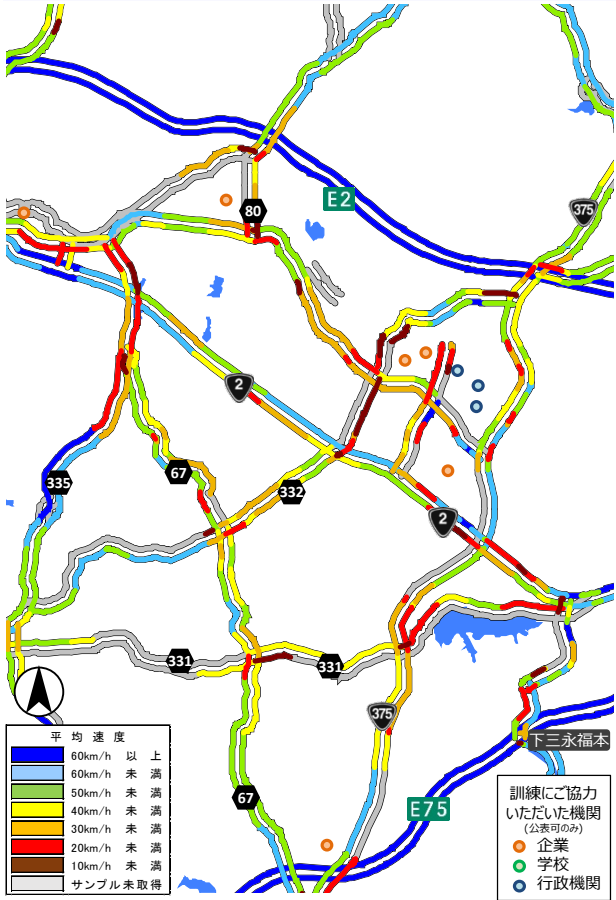 375
E2
80
2
335
67
332
2
331
331
375
67
E75
下三永福本
平均速度
60km/h 以上
60km/h 未満
50km/h 未満
40km/h 未満
30km/h 未満
20km/h 未満
10km/h 未満
サンプル未取得
訓練にご協力
いただいた機関
(公表可のみ)
企業
学校
行政機関